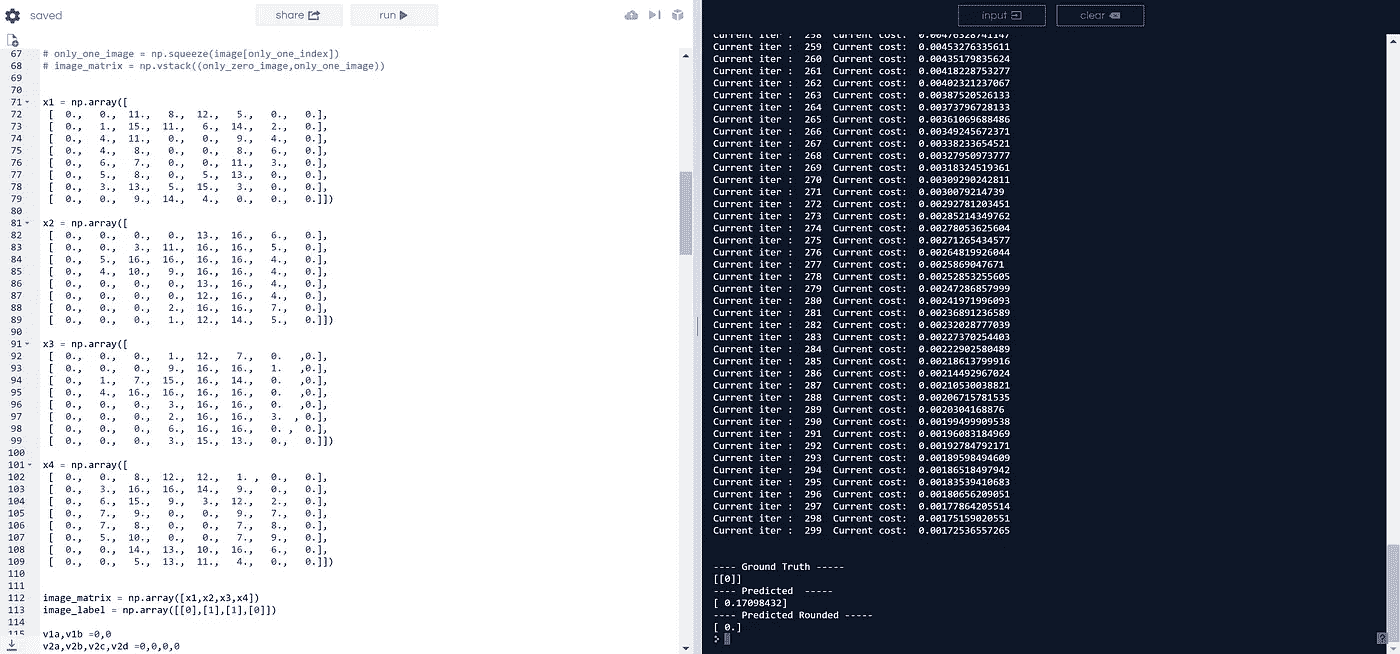 saved
share
run
input
clear
67 # only_one_image = np.squeeze(image[only_one_index])
68 # image_matrix = np.vstack((only_zero_image,only_one_image))
69
70
71 x1 = np.array([
72 [ 0., 0., 11., 8., 12., 5., 0., 0.],
73 [ 0., 1., 15., 11., 6., 14., 2., 0.],
74 [ 0., 4., 11., 0., 0., 9., 4., 0.],
75 [ 0., 4., 8., 0., 0., 8., 6., 0.],
76 [ 0., 6., 7., 0., 0., 11., 3., 0.],
77 [ 0., 5., 8., 0., 5., 13., 0., 0.],
78 [ 0., 3., 13., 5., 15., 3., 0., 0.],
79 [ 0., 0., 9., 14., 4., 0., 0., 0.]])
80
81 x2 = np.array([
82 [ 0., 0., 0., 0., 13., 16., 6., 0.],
83 [ 0., 0., 3., 11., 16., 16., 5., 0.],
84 [ 0., 5., 16., 16., 16., 16., 4., 0.],
85 [ 0., 4., 10., 9., 16., 16., 4., 0.],
86 [ 0., 0., 0., 0., 13., 16., 4., 0.],
87 [ 0., 0., 0., 0., 12., 16., 4., 0.],
88 [ 0., 0., 0., 2., 16., 16., 7., 0.],
89 [ 0., 0., 0., 1., 12., 14., 5., 0.]])
90
91 x3 = np.array([
92 [ 0., 0., 0., 1., 12., 7., 0. ,0.],
93 [ 0., 0., 0., 9., 16., 16., 1. ,0.],
94 [ 0., 1., 7., 15., 16., 14., 0. ,0.],
95 [ 0., 4., 16., 16., 16., 16., 0. ,0.],
96 [ 0., 0., 0., 3., 16., 16., 0. ,0.],
97 [ 0., 0., 0., 2., 16., 16., 3. , 0.],
98 [ 0., 0., 0., 6., 16., 16., 0. , 0.],
99 [ 0., 0., 0., 3., 15., 13., 0., 0.]])
100
101 x4 = np.array([
102 [ 0., 0., 8., 12., 12., 1. , 0., 0.],
103 [ 0., 3., 16., 16., 14., 9., 0., 0.],
104 [ 0., 6., 15., 9., 3., 12., 2., 0.],
105 [ 0., 7., 9., 0., 0., 9., 7., 0.],
106 [ 0., 7., 8., 0., 0., 7., 8., 0.],
107 [ 0., 5., 10., 0., 0., 7., 9., 0.],
108 [ 0., 0., 14., 13., 10., 16., 6., 0.],
109 [ 0., 0., 5., 13., 11., 4., 0., 0.]])
110
111
112 image_matrix = np.array([x1,x2,x3,x4])
113 image_label = np.array([[0],[1],[1],[0]])
114
115 v1a,v1b =0,0
v2a,v2b,v2c,v2d =0,0,0,0
Current iter : 258 Current cost: 0.00470328741147
Current iter : 259 Current cost: 0.00453276335611
Current iter : 260 Current cost: 0.00435179835624
Current iter : 261 Current cost: 0.00418228753277
Current iter : 262 Current cost: 0.00402321237067
Current iter : 263 Current cost: 0.00387520526133
Current iter : 264 Current cost: 0.00373796728133
Current iter : 265 Current cost: 0.00361069688486
Current iter : 266 Current cost: 0.00349245672371
Current iter : 267 Current cost: 0.00338233654521
Current iter : 268 Current cost: 0.00327950973777
Current iter : 269 Current cost: 0.00318324519361
Current iter : 270 Current cost: 0.00309290242811
Current iter : 271 Current cost: 0.0030079214739
Current iter : 272 Current cost: 0.00292781203451
Current iter : 273 Current cost: 0.00285214349762
Current iter : 274 Current cost: 0.00278053625604
Current iter : 275 Current cost: 0.00271265434577
Current iter : 276 Current cost: 0.00264819926044
Current iter : 277 Current cost: 0.0025869047671
Current iter : 278 Current cost: 0.00252853255605
Current iter : 279 Current cost: 0.00247286857999
Current iter : 280 Current cost: 0.00241971996093
Current iter : 281 Current cost: 0.00236891236589
Current iter : 282 Current cost: 0.00232028777039
Current iter : 283 Current cost: 0.00227370254403
Current iter : 284 Current cost: 0.00222902580489
Current iter : 285 Current cost: 0.00218613799916
Current iter : 286 Current cost: 0.00214492967024
Current iter : 287 Current cost: 0.00210530038821
Current iter : 288 Current cost: 0.00206715781535
Current iter : 289 Current cost: 0.0020304168876
Current iter : 290 Current cost: 0.00199499909538
Current iter : 291 Current cost: 0.00196083184969
Current iter : 292 Current cost: 0.00192784792171
Current iter : 293 Current cost: 0.00189598494609
Current iter : 294 Current cost: 0.00186518497942
Current iter : 295 Current cost: 0.00183539410683
Current iter : 296 Current cost: 0.00180656209051
Current iter : 297 Current cost: 0.00177864205514
Current iter : 298 Current cost: 0.00175159020551
Current iter : 299 Current cost: 0.00172536557265
---- Ground Truth -----
[[0]]
---- Predicted  -----
[ 0.17098432]
---- Predicted Rounded -----
[ 0.]
>